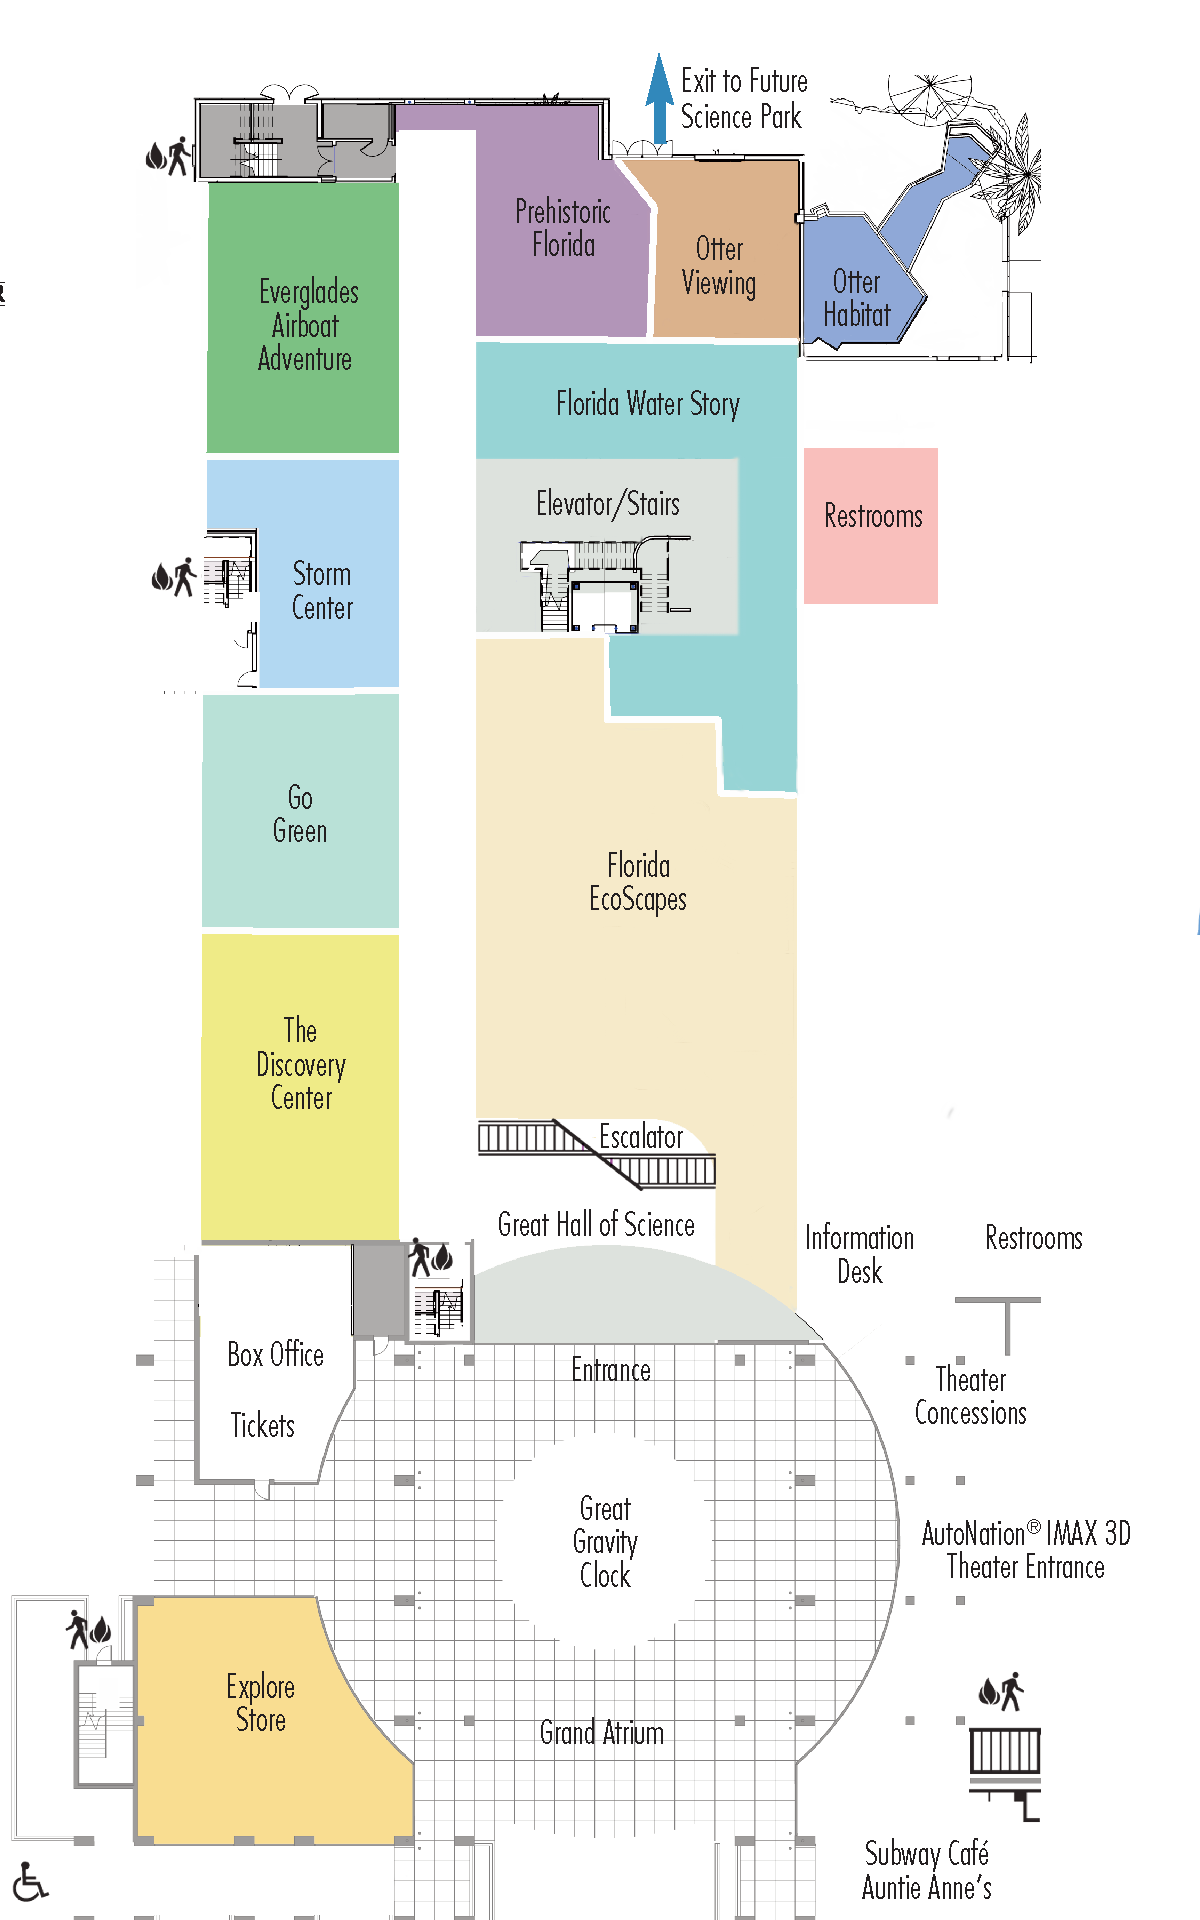 Exit to Future
Science Park
Prehistoric
Florida
Otter
Viewing
Otter
Habitat
Everglades
Airboat
Adventure
Florida Water Story
Elevator/Stairs
Restrooms
Storm
Center
Go
Green
Florida
EcoScapes
The
Discovery
Center
Escalator
Great Hall of Science
Information
Desk
Restrooms
Box Office
Tickets
Entrance
Theater
Concessions
Great
Gravity
Clock
AutoNation® IMAX 3D
Theater Entrance
Explore
Store
Grand Atrium
Subway Café
Auntie Anne's